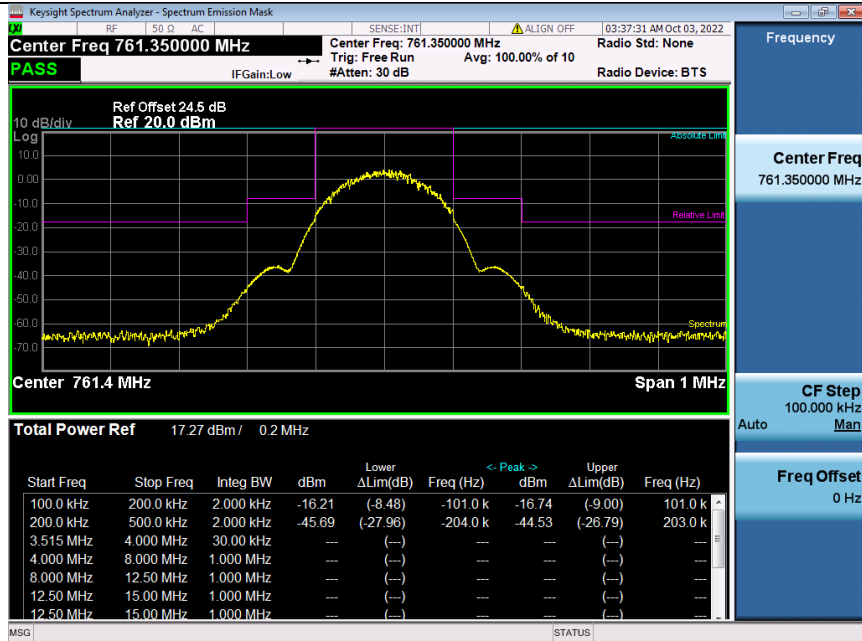 Keysight Spectrum Analyzer - Spectrum Emission Mask
LXI RF 50 Ω AC SENSE:INT ALIGN OFF 03:37:31 AM Oct 03, 2022
Center Freq 761.350000 MHz Center Freq: 761.350000 MHz Radio Std: None Frequency
Trig: Free Run Avg: 100.00% of 10
PASS IFGain:Low #Atten: 30 dB Radio Device: BTS
Ref Offset 24.5 dB
10 dB/div Ref 20.0 dBm
Log Absolute Limit
10.0
0.00
-10.0
Relative Limit
-20.0
-30.0
-40.0
-50.0
-60.0 Spectrum
-70.0
Center 761.4 MHz Span 1 MHz
Center Freq
761.350000 MHz
CF Step
100.000 kHz
Auto Man
Freq Offset
0 Hz
Total Power Ref 17.27 dBm / 0.2 MHz
Lower <- Peak -> Upper
Start Freq Stop Freq Integ BW dBm ΔLim(dB) Freq (Hz) dBm ΔLim(dB) Freq (Hz)
100.0 kHz 200.0 kHz 2.000 kHz -16.21 (-8.48) -101.0 k -16.74 (-9.00) 101.0 k
200.0 kHz 500.0 kHz 2.000 kHz -45.69 (-27.96) -204.0 k -44.53 (-26.79) 203.0 k
3.515 MHz 4.000 MHz 30.00 kHz --- (---) --- --- (---) ---
4.000 MHz 8.000 MHz 1.000 MHz --- (---) --- --- (---) ---
8.000 MHz 12.50 MHz 1.000 MHz --- (---) --- --- (---) ---
12.50 MHz 15.00 MHz 1.000 MHz --- (---) --- --- (---) ---
12.50 MHz 15.00 MHz 1.000 MHz --- (---) --- --- (---) ---
MSG STATUS